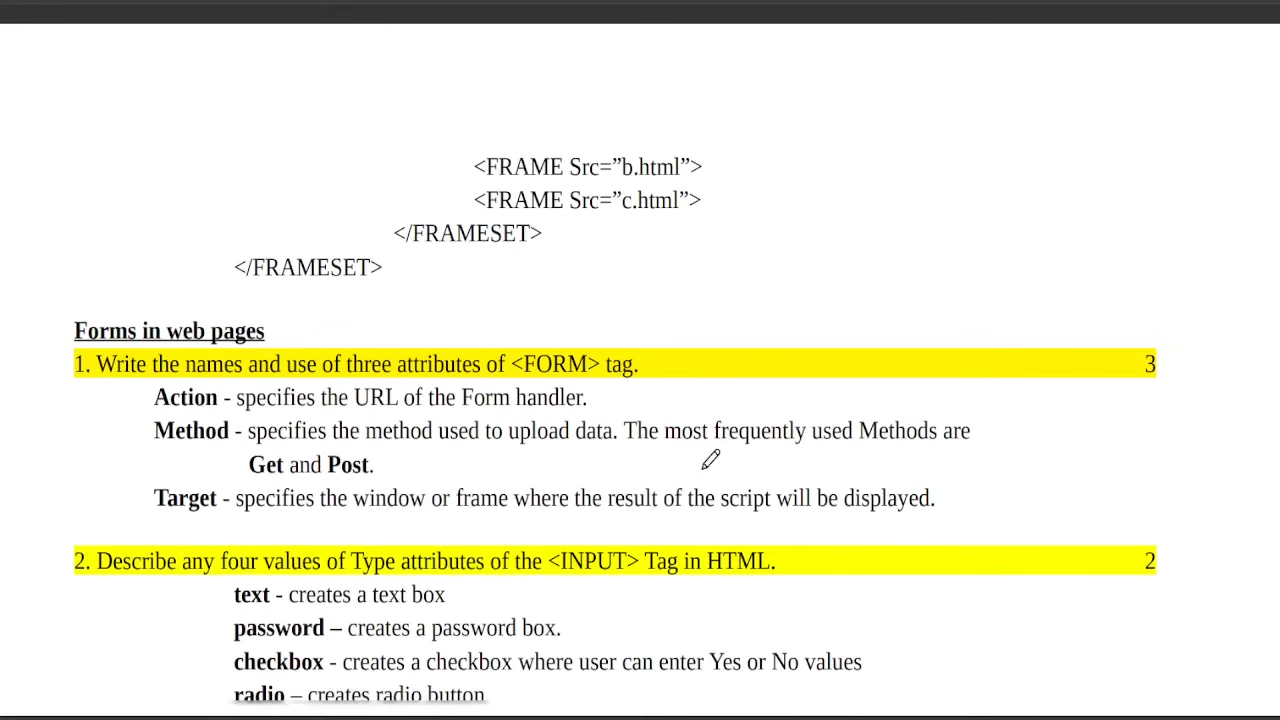 <FRAME Src=”b.html”>
<FRAME Src=”c.html”>
</FRAMESET>
</FRAMESET>
Forms in web pages
1. Write the names and use of three attributes of <FORM> tag. 3
Action - specifies the URL of the Form handler.
Method - specifies the method used to upload data. The most frequently used Methods are
Get and Post.
Target - specifies the window or frame where the result of the script will be displayed.
2. Describe any four values of Type attributes of the <INPUT> Tag in HTML. 2
text - creates a text box
password – creates a password box.
checkbox - creates a checkbox where user can enter Yes or No values
radio – creates radio button